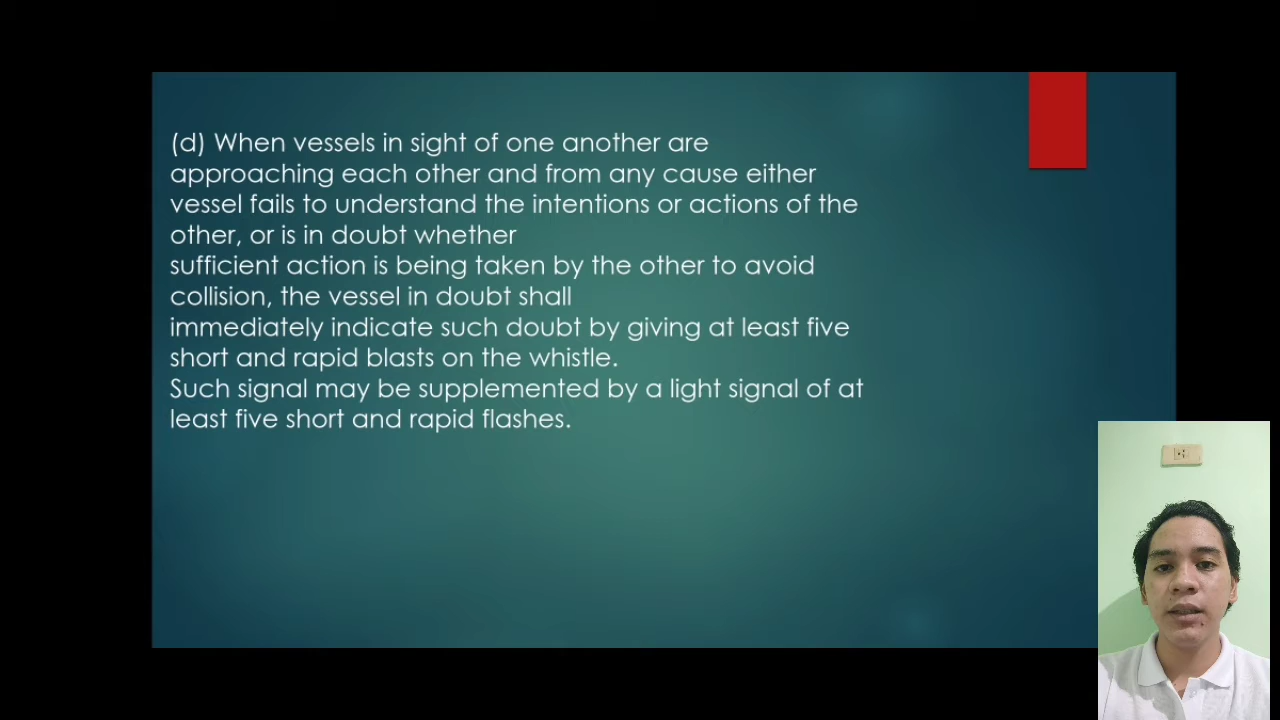 (d) When vessels in sight of one another are
approaching each other and from any cause either
vessel fails to understand the intentions or actions of the
other, or is in doubt whether
sufficient action is being taken by the other to avoid
collision, the vessel in doubt shall
immediately indicate such doubt by giving at least five
short and rapid blasts on the whistle.
Such signal may be supplemented by a light signal of at
least five short and rapid flashes.